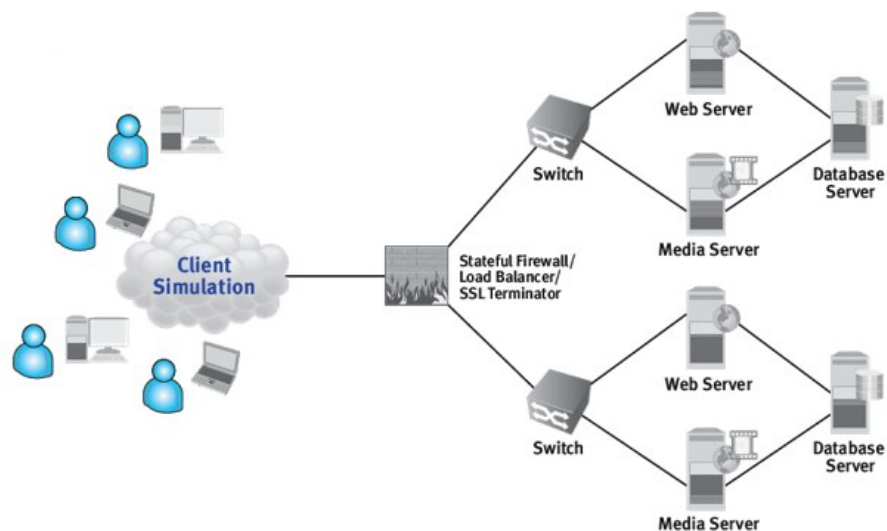 Client
Simulation
Stateful Firewall/
Load Balancer/
SSL Terminator
Switch
Web Server
Media Server
Database
Server
Switch
Web Server
Media Server
Database
Server